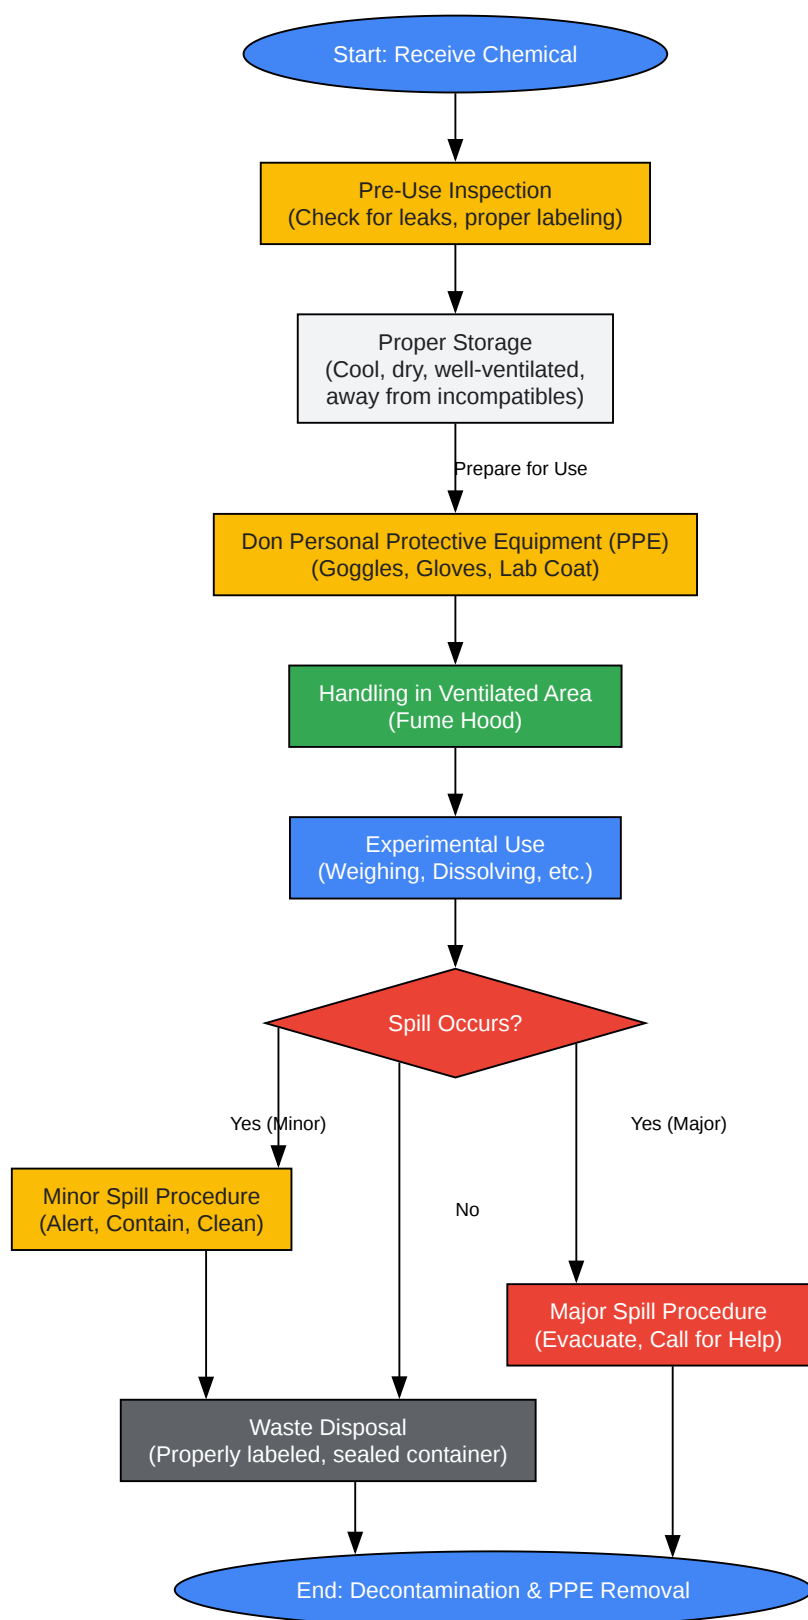 Start: Receive Chemical
Pre-Use Inspection
(Check for leaks, proper labeling)
Proper Storage
(Cool, dry, well-ventilated,
away from incompatibles)
Prepare for Use
Don Personal Protective Equipment (PPE)
(Goggles, Gloves, Lab Coat)
Handling in Ventilated Area
(Fume Hood)
Experimental Use
(Weighing, Dissolving, etc.)
Spill Occurs?
Yes (Minor)
Yes (Major)
Minor Spill Procedure
(Alert, Contain, Clean)
No
Major Spill Procedure
(Evacuate, Call for Help)
Waste Disposal
(Properly labeled, sealed container)
End: Decontamination & PPE Removal